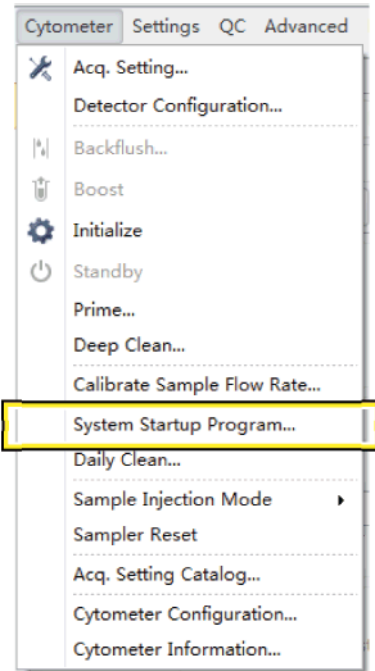 Cytometer Settings QC Advanced
Acq. Setting...
Detector Configuration...
Backflush...
Boost
Initialize
Standby
Prime...
Deep Clean...
Calibrate Sample Flow Rate...
System Startup Program...
Daily Clean...
Sample Injection Mode
Sampler Reset
Acq. Setting Catalog...
Cytometer Configuration...
Cytometer Information...